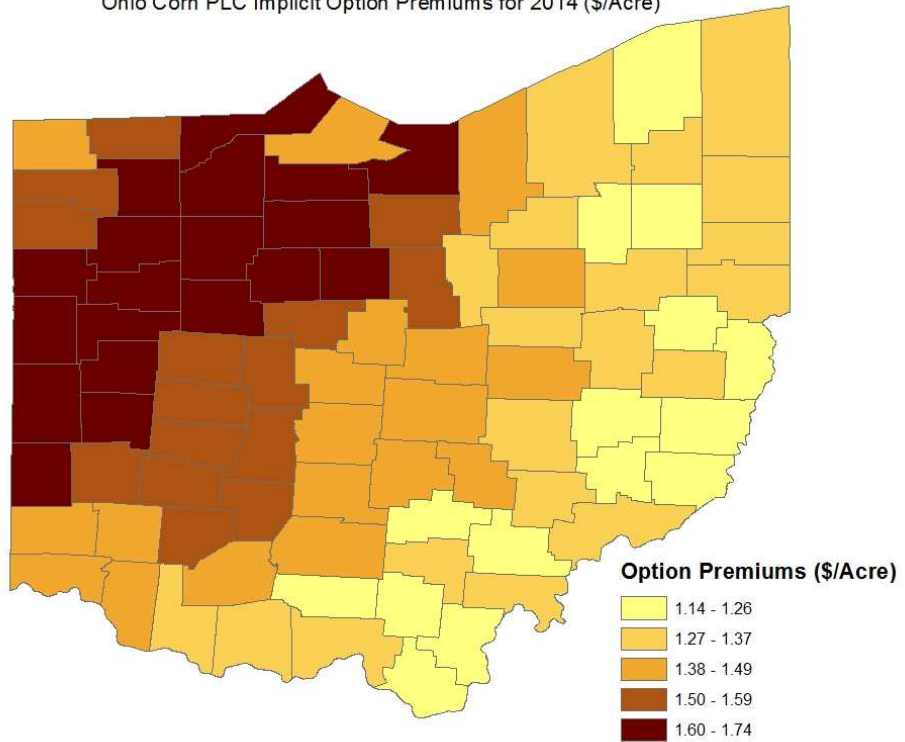 Ohio Corn PLC Implicit Option Premiums for 2014 ($/Acre)
Option Premiums ($/Acre)
1.14 - 1.26
1.27 - 1.37
1.38 - 1.49
1.50 - 1.59
1.60 - 1.74